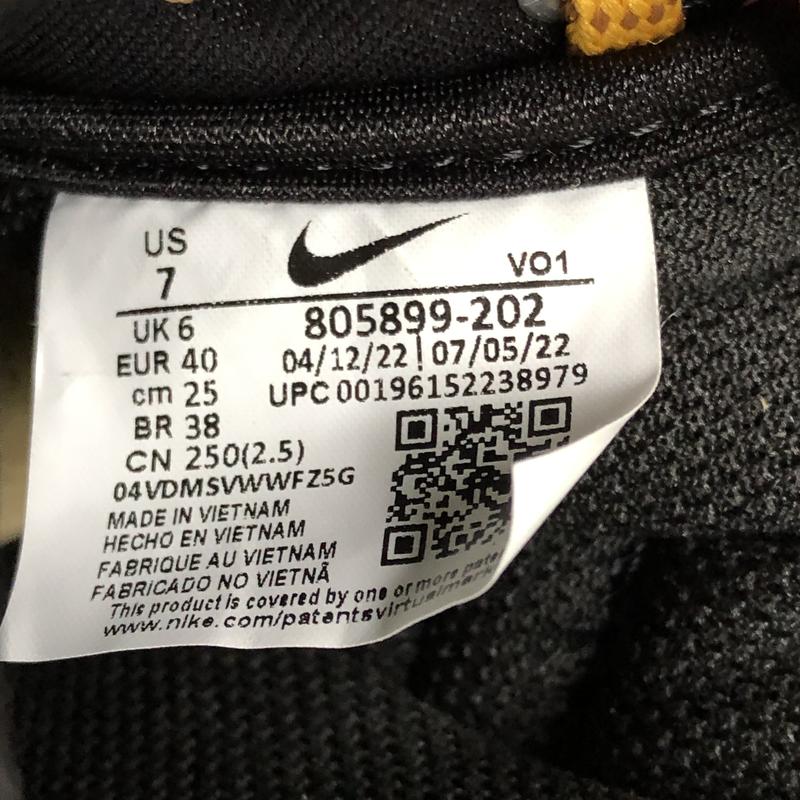 US
7
VO1
UK 6
805899-202
EUR 40
04/12/22 | 07/05/22
cm 25
UPC 00196152238979
BR 38
CN 250(2.5)
04VDMSVWWFZ5G
MADE IN VIETNAM
HECHO EN VIETNAM
FABRIQUE AU VIETNAM
FABRICADO NO VIETNÃ
This product is covered by one or more
www.nike.com/patentsvirtualmark